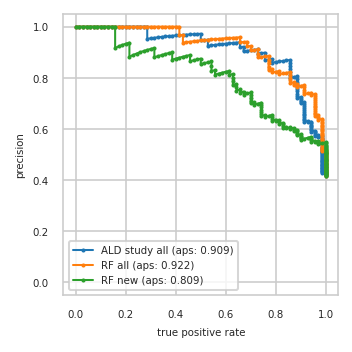 1.0
0.8
0.6
0.4
0.2
0.0
precision
ALD study all (aps: 0.909)
RF all (aps: 0.922)
RF new (aps: 0.809)
0.0 0.2 0.4 0.6 0.8 1.0
true positive rate